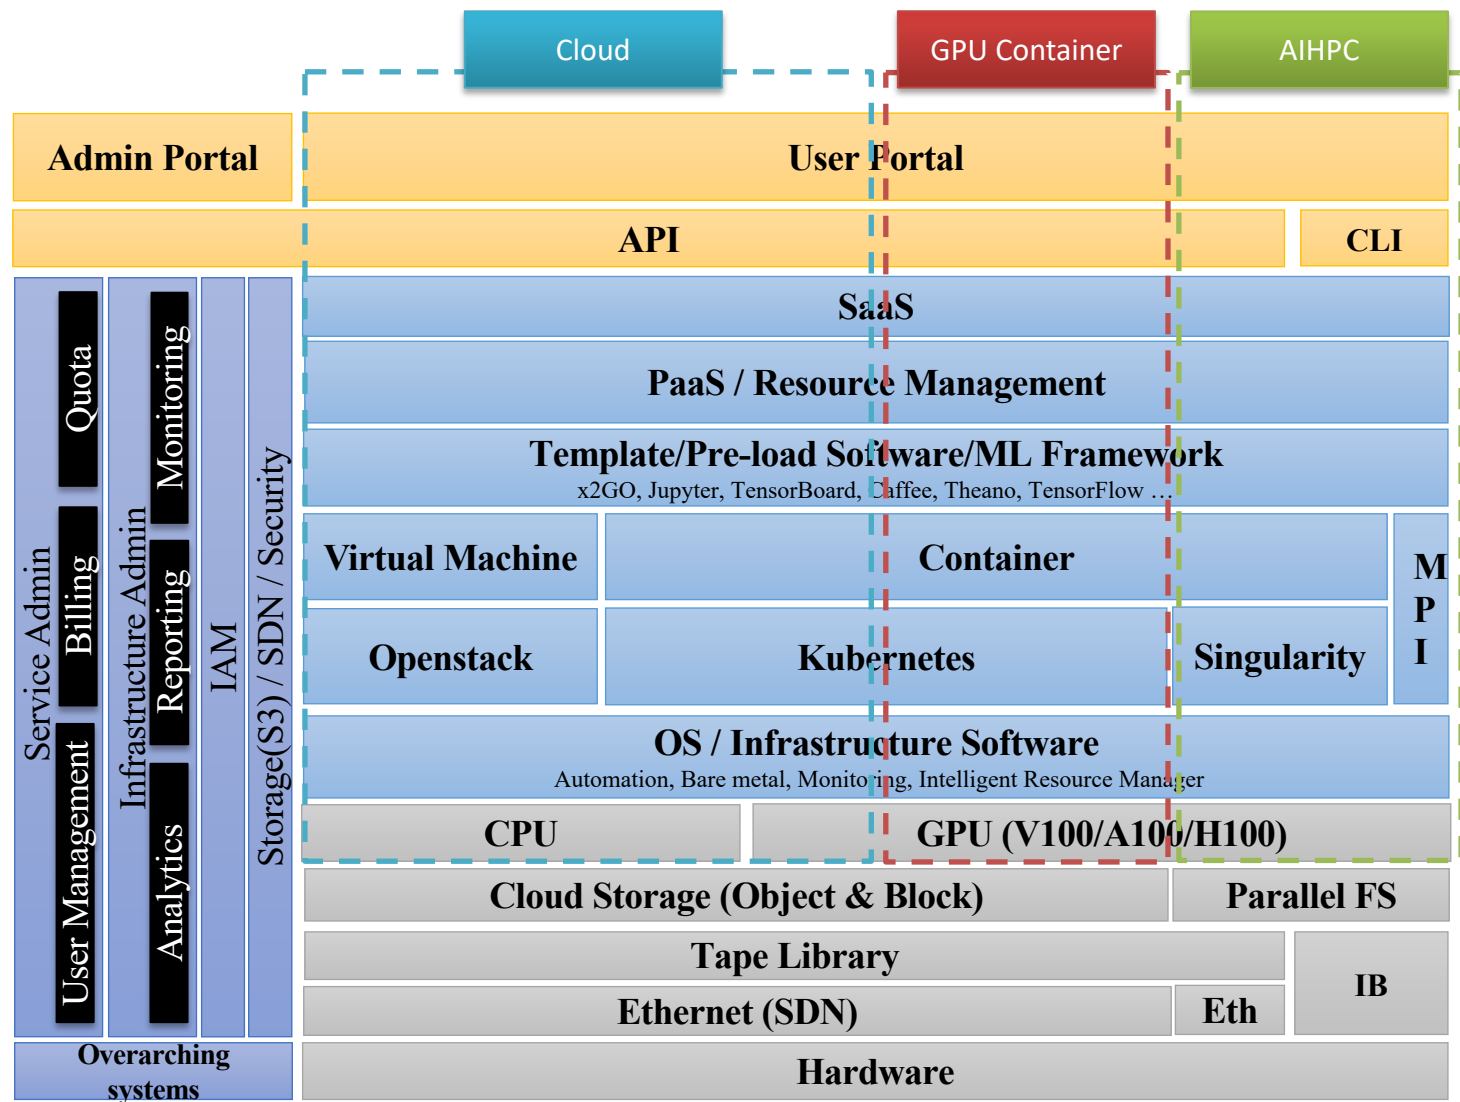 Cloud
GPU Container
AIHPC
Admin Portal
User Portal
API
CLI
Service Admin
Quota
Billing
User Management
Infrastructure Admin
Monitoring
Reporting
Analytics
IAM
Storage(S3) / SDN / Security
SaaS
PaaS / Resource Management
Template/Pre-load Software/ML Framework
x2GO, Jupyter, TensorBoard, Caffee, Theano, TensorFlow ...
Virtual Machine
Container
M
P
I
Openstack
Kubernetes
Singularity
OS / Infrastructure Software
Automation, Bare metal, Monitoring, Intelligent Resource Manager
CPU
GPU (V100/A100/H100)
Cloud Storage (Object & Block)
Parallel FS
Tape Library
IB
Ethernet (SDN)
Eth
Overarching
systems
Hardware